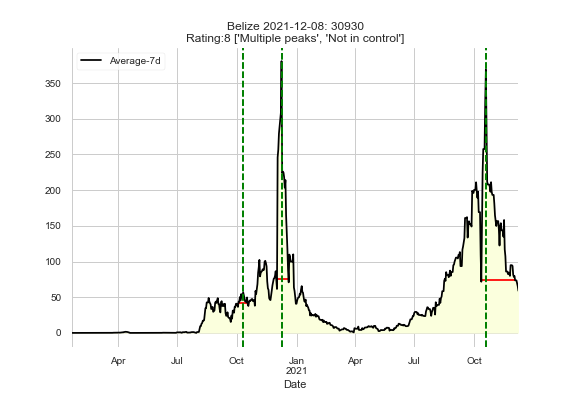 Belize 2021-12-08: 30930
Rating:8 ['Multiple peaks', 'Not in control']
Average-7d
350
300
250
200
150
100
50
0
Apr
Jul
Oct
Jan
2021
Apr
Jul
Oct
Date